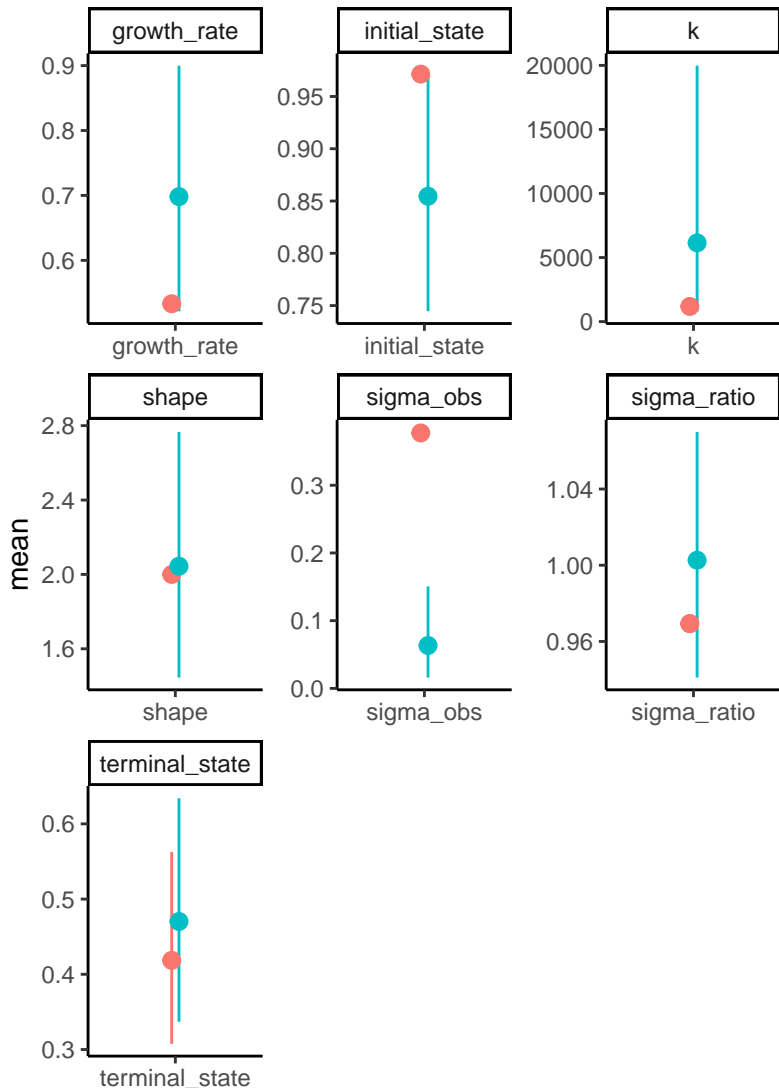 growth_rate
initial_state
k
0.9
0.8
0.7
0.6
0.95
0.90
0.85
0.80
0.75
20000
15000
10000
5000
0
growth_rate
initial_state
k
shape
sigma_obs
sigma_ratio
mean
2.8
2.4
2.0
1.6
0.3
0.2
0.1
0.0
1.04
1.00
0.96
shape
sigma_obs
sigma_ratio
terminal_state
0.6
0.5
0.4
0.3
terminal_state